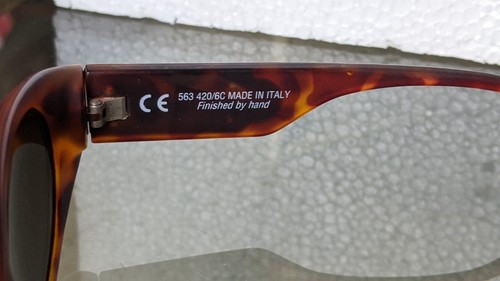 CE 563 420/6C MADE IN ITALY
Finished by hand